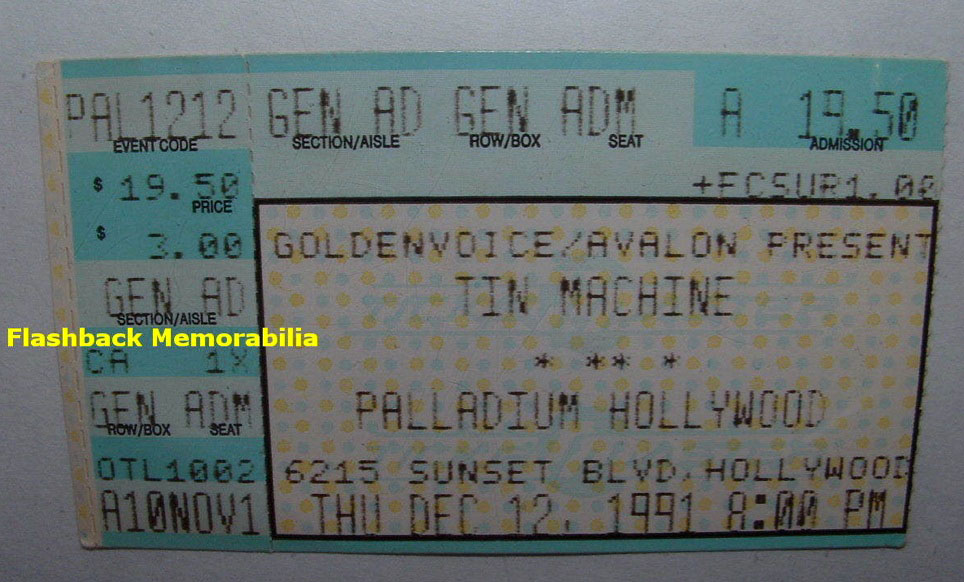 PAL1212 GEN AD GEN ADM A 19.50
EVENT CODE SECTION/AISLE ROW/BOX SEAT ADMISSION
$ 19.50 +FCSUR1.00
PRICE
$ 3.00 GOLDENVOICE/AVALON PRESENT
GEN AD TIN MACHINE
SECTION/AISLE
Flashback Memorabilia
CA 1X * ** *
GEN ADM PALLADIUM HOLLYWOOD
ROW/BOX SEAT
OTL1002 6215 SUNSET BLVD, HOLLYWOOD
A10NOV1 THU DEC 12, 1991 8:00 PM